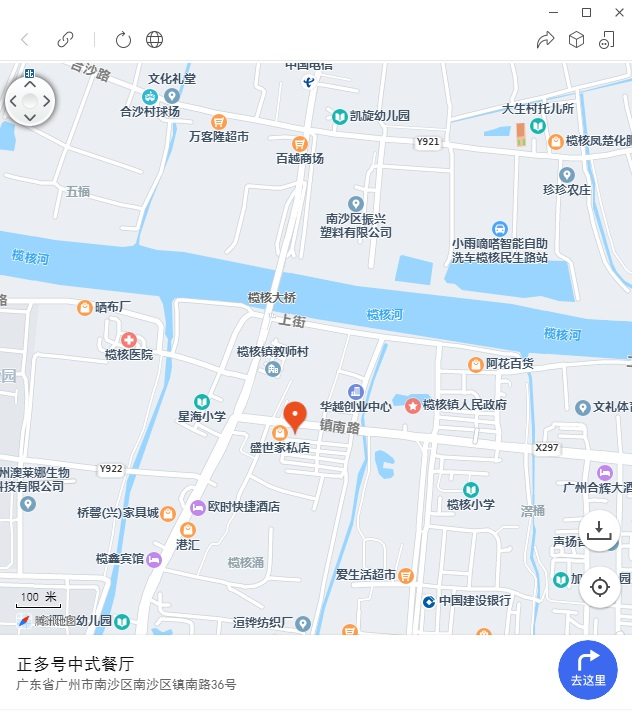 合沙路
中国电信
北
文化礼堂
合沙村球场
万客隆超市
凯旋幼儿园
大生村托儿所
百越商场
Y921
榄核凤楚化肥
五福
珍珍农庄
南沙区振兴
塑料有限公司
小雨嘀嗒智能自助
洗车榄核民生路站
榄核河
榄核大桥
路
晒布厂
榄核河
上街
榄核河
榄核医院
榄核镇教师村
阿花百货
园
星海小学
华越创业中心
榄核镇人民政府
文礼体育
镇南路
盛世家私店
X297
州澳莱娜生物
科技有限公司
Y922
广州合辉大酒
榄核小学
欧时快捷酒店
桥馨(兴)家具城
滘桶
港汇
声扬音
榄鑫宾馆
榄核涌
爱生活超市
加
园
100 米
中国建设银行
幼儿园
洹铧纺织厂
正多号中式餐厅
去这里
广东省广州市南沙区南沙区镇南路36号